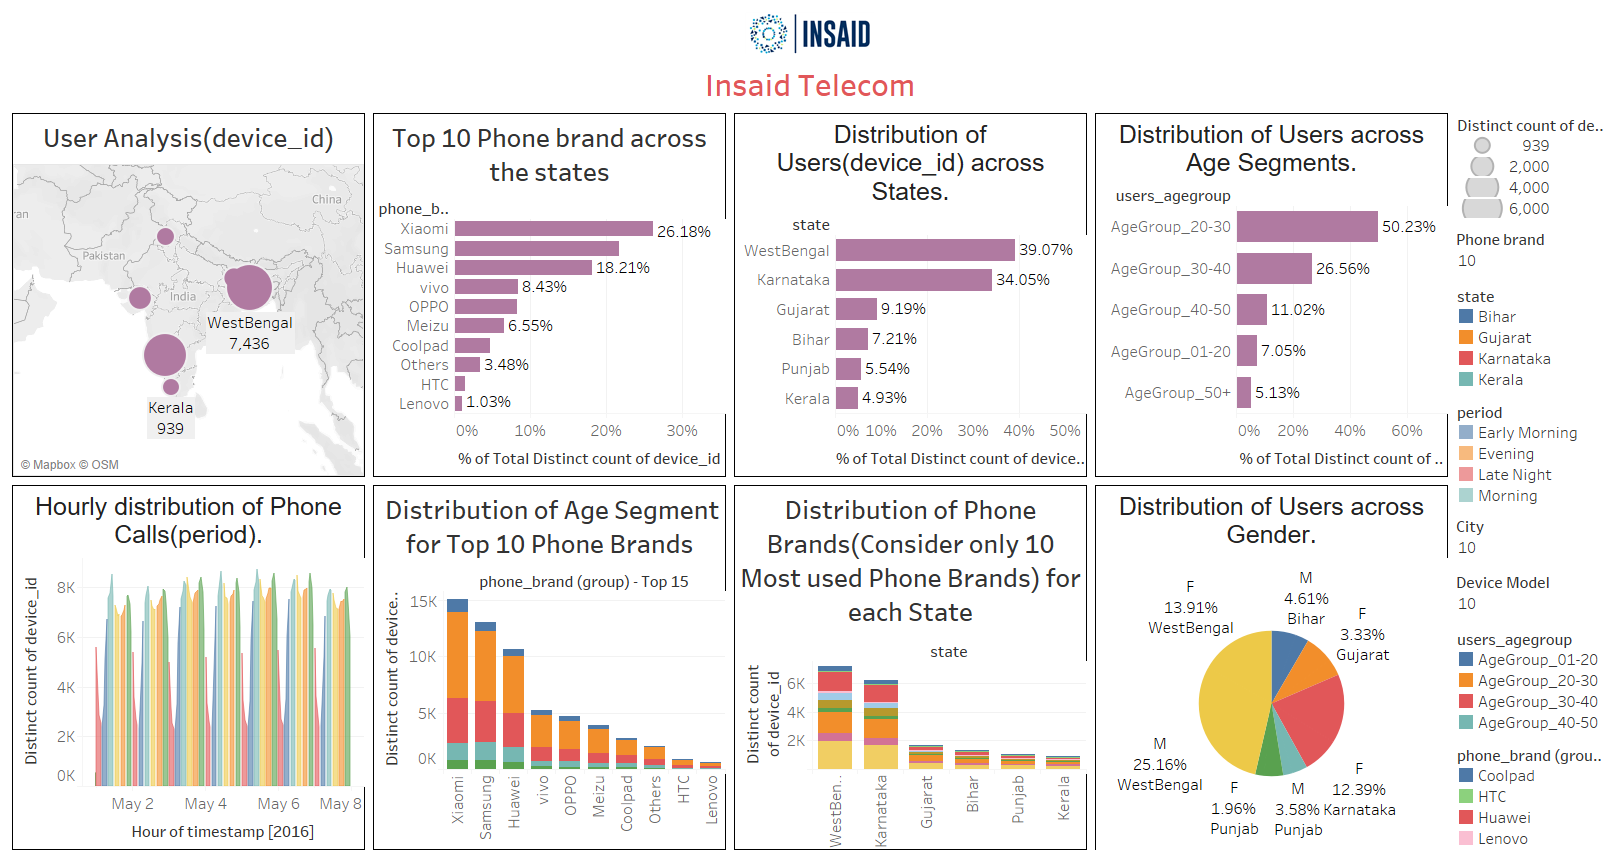 INSAID
Insaid Telecom
User Analysis(device_id)
China
ran
Pakistan
India
WestBengal
7,436
Kerala
939
© Mapbox © OSM
Top 10 Phone brand across
the states
phone_b..
Xiaomi 26.18%
Samsung
Huawei 18.21%
vivo 8.43%
OPPO
Meizu 6.55%
Coolpad
Others 3.48%
HTC
Lenovo 1.03%
0% 10% 20% 30%
% of Total Distinct count of device_id
Distribution of
Users(device_id) across
States.
state
WestBengal 39.07%
Karnataka 34.05%
Gujarat 9.19%
Bihar 7.21%
Punjab 5.54%
Kerala 4.93%
0% 10% 20% 30% 40% 50%
% of Total Distinct count of device..
Distribution of Users across
Age Segments.
users_agegroup
AgeGroup_20-30 50.23%
AgeGroup_30-40 26.56%
AgeGroup_40-50 11.02%
AgeGroup_01-20 7.05%
AgeGroup_50+ 5.13%
0% 20% 40% 60%
% of Total Distinct count of ..
Hourly distribution of Phone
Calls(period).
Distinct count of device_id
8K
6K
4K
2K
0K
May 2 May 4 May 6 May 8
Hour of timestamp [2016]
Distribution of Age Segment
for Top 10 Phone Brands
phone_brand (group) - Top 15
Distinct count of device..
15K
10K
5K
0K
Xiaomi
Samsung
Huawei
vivo
OPPO
Meizu
Coolpad
Others
HTC
Lenovo
Distribution of Phone
Brands(Consider only 10
Most used Phone Brands) for
each State
state
Distinct count
of device_id
6K
4K
2K
WestBen..
Karnataka
Gujarat
Bihar
Punjab
Kerala
Distribution of Users across
Gender.
F
13.91%
WestBengal
M
4.61%
Bihar
F
3.33%
Gujarat
M
25.16%
WestBengal
F
1.96%
Punjab
M
3.58%
Punjab
F
12.39%
Karnataka
Distinct count of de..
939
2,000
4,000
6,000
Phone brand
10
state
Bihar
Gujarat
Karnataka
Kerala
period
Early Morning
Evening
Late Night
Morning
City
10
Device Model
10
users_agegroup
AgeGroup_01-20
AgeGroup_20-30
AgeGroup_30-40
AgeGroup_40-50
phone_brand (grou..
Coolpad
HTC
Huawei
Lenovo